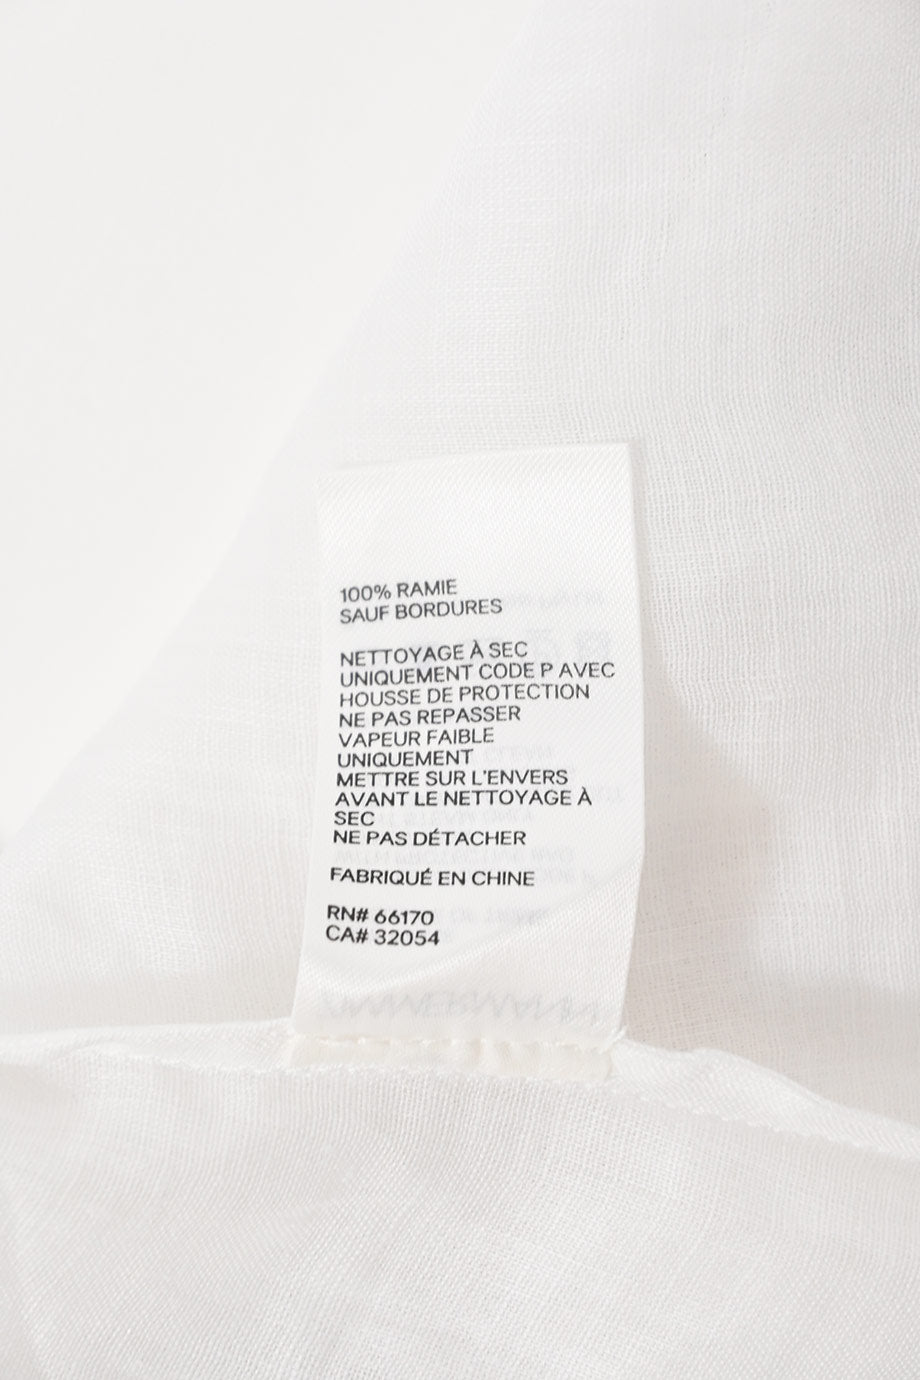 100% RAMIE
SAUF BORDURES
NETTOYAGE À SEC
UNIQUEMENT CODE P AVEC
HOUSSE DE PROTECTION
NE PAS REPASSER
VAPEUR FAIBLE
UNIQUEMENT
METTRE SUR L'ENVERS
AVANT LE NETTOYAGE À
SEC
NE PAS DÉTACHER
FABRIQUÉ EN CHINE
RN# 66170
CA# 32054